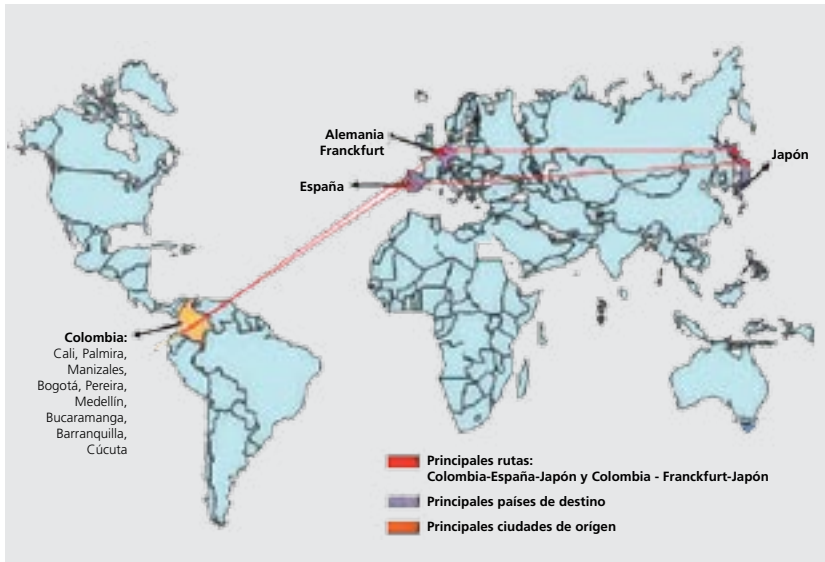 Alemania
Franckfurt
España
Japón
Colombia:
Cali, Palmira,
Manizales,
Bogotá, Pereira,
Medellín,
Bucaramanga,
Barranquilla,
Cúcuta
Principales rutas:
Colombia-España-Japón y Colombia - Franckfurt-Japón
Principales países de destino
Principales ciudades de orígen